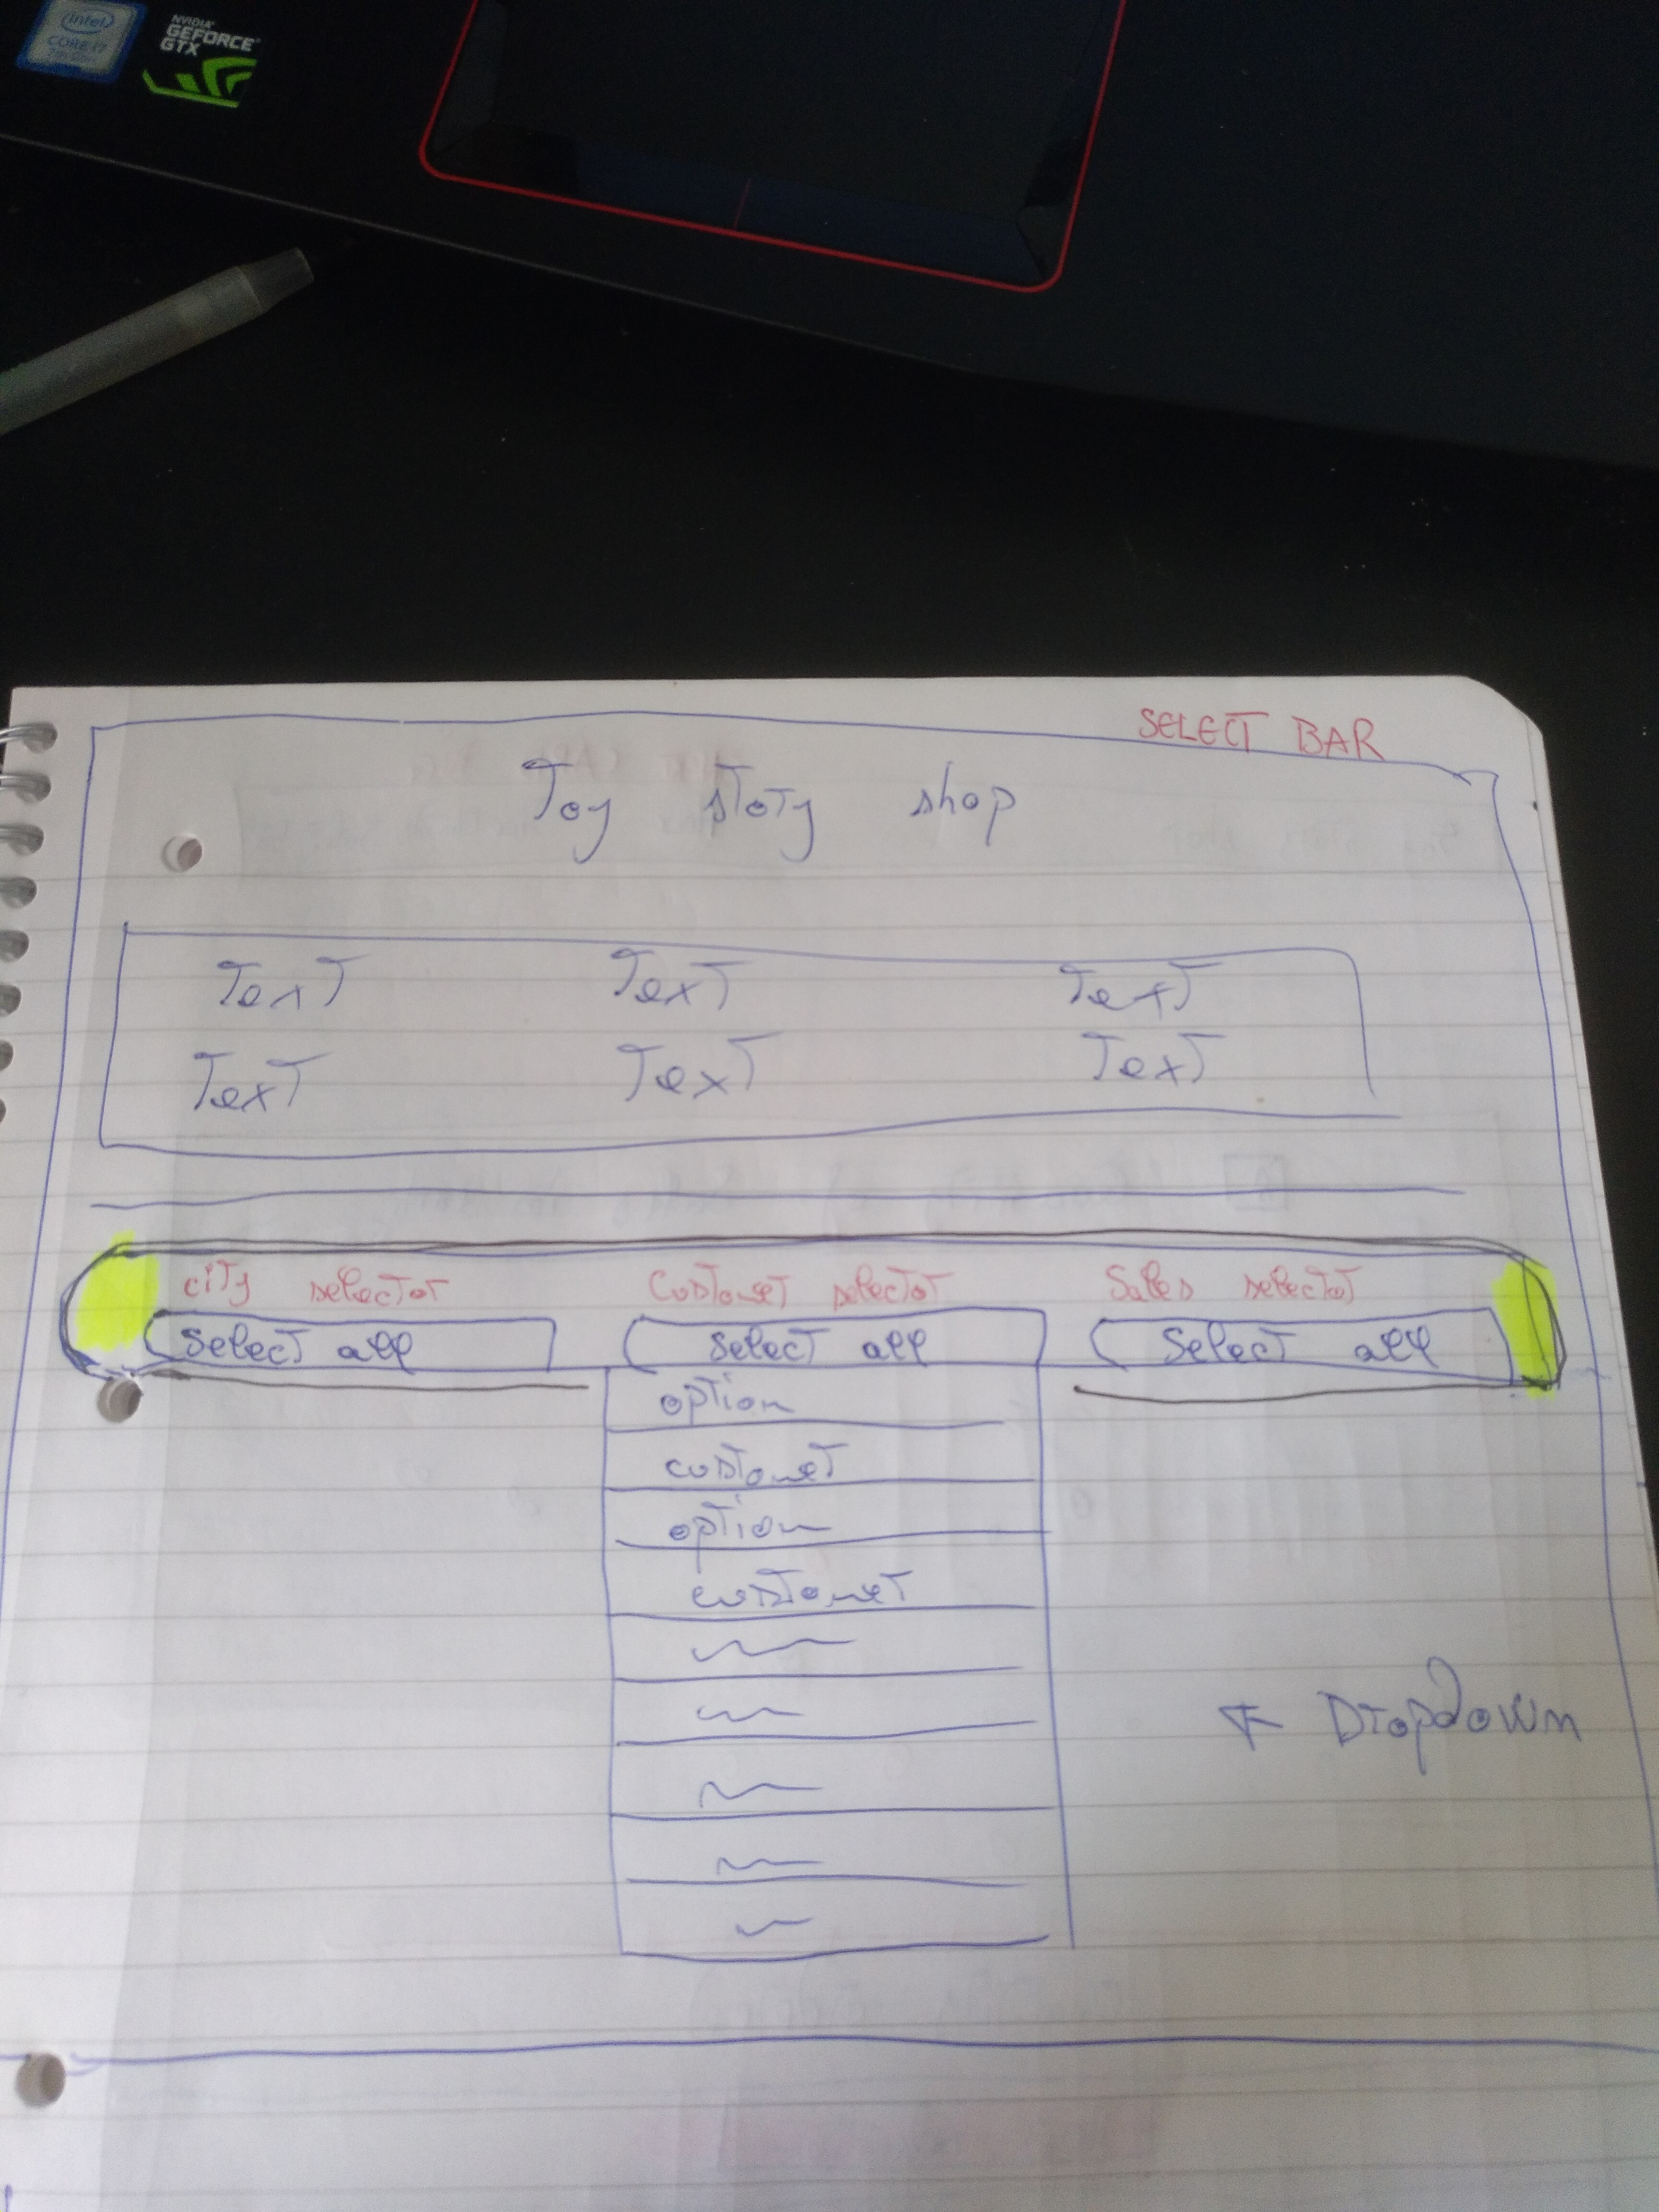 intel
CORE i7
NVIDIA
GEFORCE
GTX
SELECT BAR
Toy story shop
Text Text Text
Text Text Text
city selector customer selector Sales selector
Select all Select all Select all
option
customer
option
customer
Dropdown